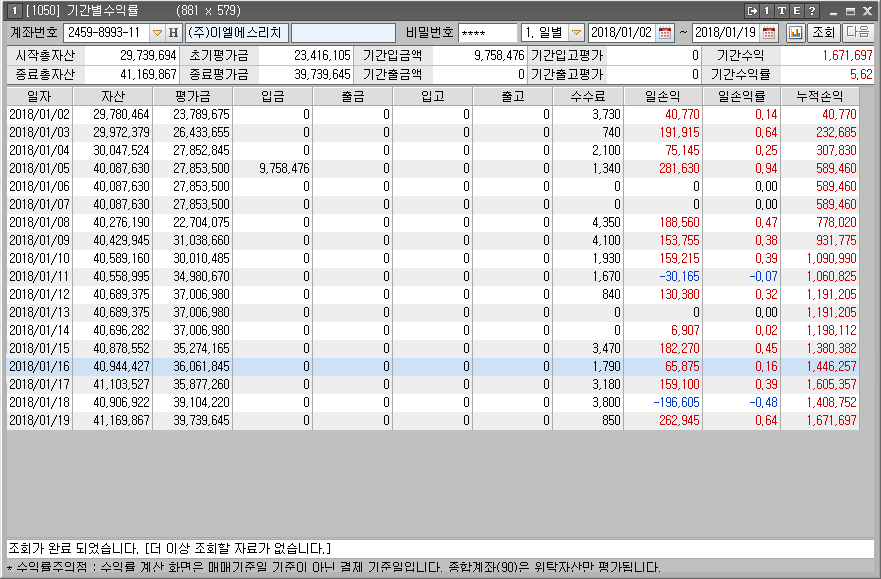 1 [1050] 기간별수익률 (881 x 579) 1 T E ?
계좌번호 2459-8993-11 H (주)이엘에스리치 비밀번호 **** 1. 일별 2018/01/02 ~ 2018/01/19 조회 다음
시작총자산 29,739,694 초기평가금 23,416,105 기간입금액 9,758,476 기간입고평가 0 기간수익 1,671,697
종료총자산 41,169,867 종료평가금 39,739,645 기간출금액 0 기간출고평가 0 기간수익률 5.62
일자 자산 평가금 입금 출금 입고 출고 수수료 일손익 일손익률 누적손익
2018/01/02 29,780,464 23,789,675 0 0 0 0 3,730 40,770 0.14 40,770
2018/01/03 29,972,379 26,433,655 0 0 0 0 740 191,915 0.64 232,685
2018/01/04 30,047,524 27,852,845 0 0 0 0 2,100 75,145 0.25 307,830
2018/01/05 40,087,630 27,853,500 9,758,476 0 0 0 1,340 281,630 0.94 589,460
2018/01/06 40,087,630 27,853,500 0 0 0 0 0 0 0.00 589,460
2018/01/07 40,087,630 27,853,500 0 0 0 0 0 0 0.00 589,460
2018/01/08 40,276,190 22,704,075 0 0 0 0 4,350 188,560 0.47 778,020
2018/01/09 40,429,945 31,038,660 0 0 0 0 4,100 153,755 0.38 931,775
2018/01/10 40,589,160 30,010,485 0 0 0 0 1,930 159,215 0.39 1,090,990
2018/01/11 40,558,995 34,980,670 0 0 0 0 1,670 -30,165 -0.07 1,060,825
2018/01/12 40,689,375 37,006,980 0 0 0 0 840 130,380 0.32 1,191,205
2018/01/13 40,689,375 37,006,980 0 0 0 0 0 0 0.00 1,191,205
2018/01/14 40,696,282 37,006,980 0 0 0 0 0 6,907 0.02 1,198,112
2018/01/15 40,878,552 35,274,165 0 0 0 0 3,470 182,270 0.45 1,380,382
2018/01/16 40,944,427 36,061,845 0 0 0 0 1,790 65,875 0.16 1,446,257
2018/01/17 41,103,527 35,877,260 0 0 0 0 3,180 159,100 0.39 1,605,357
2018/01/18 40,906,922 39,104,220 0 0 0 0 3,800 -196,605 -0.48 1,408,752
2018/01/19 41,169,867 39,739,645 0 0 0 0 850 262,945 0.64 1,671,697
조회가 완료 되었습니다. [더 이상 조회할 자료가 없습니다.]
* 수익률주의점 : 수익률 계산 화면은 매매기준일 기준이 아닌 결제 기준일입니다. 종합계좌(90)은 위탁자산만 평가됩니다.